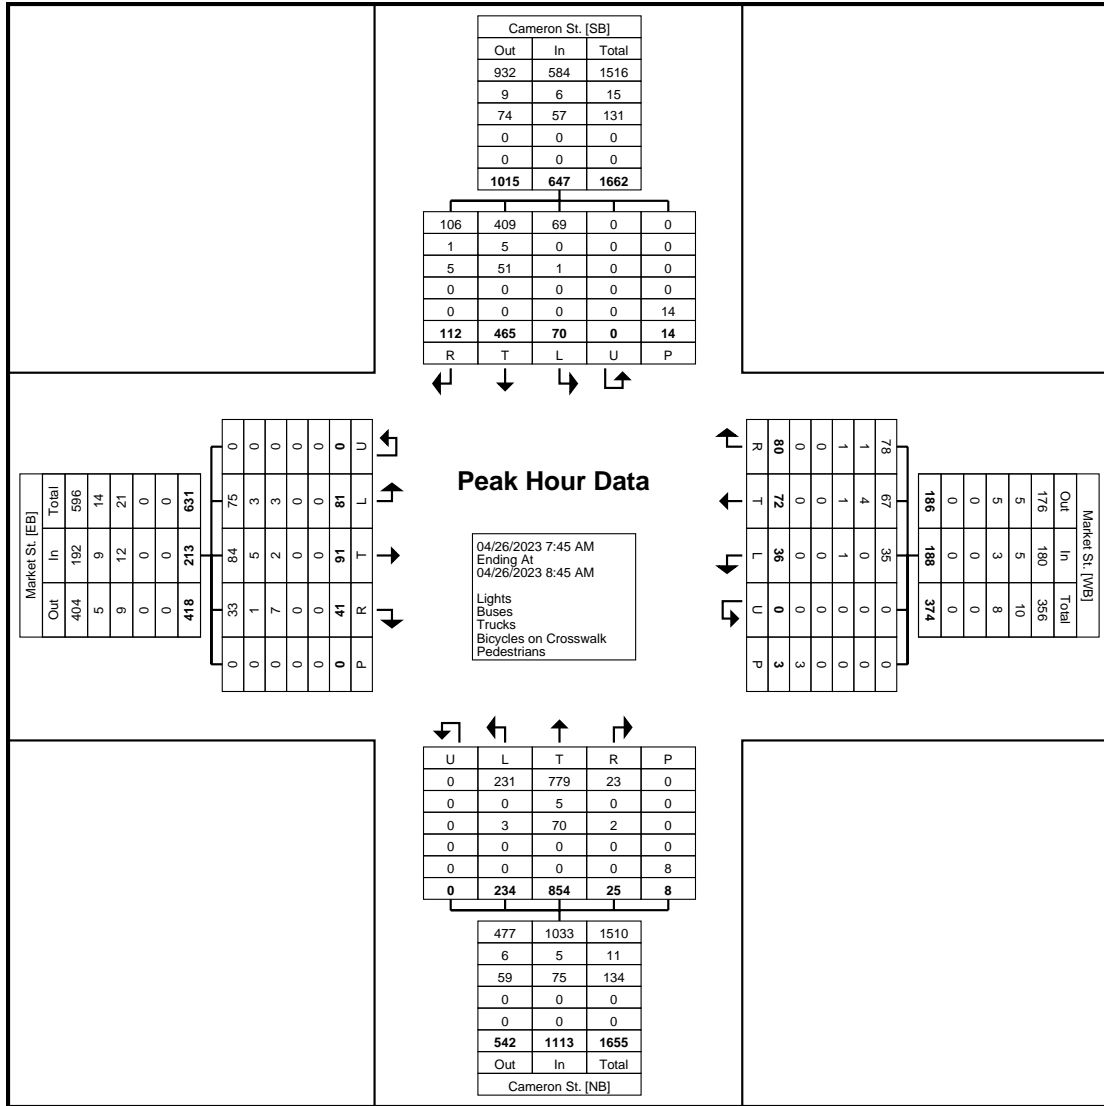 Cameron St. [SB]
Out In Total
932 584 1516
9 6 15
74 57 131
0 0 0
0 0 0
1015 647 1662
106 409 69 0 0
1 5 0 0 0
5 51 1 0 0
0 0 0 0 0
0 0 0 0 14
112 465 70 0 14
R T L U P
Market St. [EB]
Out In Total
404 192 596
5 9 14
9 12 21
0 0 0
0 0 0
418 213 631
0 75 84 33 0
0 3 5 1 0
0 3 2 7 0
0 0 0 0 0
0 0 0 0 0
0 81 91 41 0
U L T R P
Peak Hour Data
04/26/2023 7:45 AM
Ending At
04/26/2023 8:45 AM
Lights
Buses
Trucks
Bicycles on Crosswalk
Pedestrians
Market St. [WB]
Out In Total
176 180 356
5 5 10
5 3 8
0 0 0
0 0 0
186 188 374
78 67 35 0 0
1 4 0 0 0
1 1 1 0 0
0 0 0 0 0
0 0 0 0 3
80 72 36 0 3
R T L U P
U L T R P
0 231 779 23 0
0 0 5 0 0
0 3 70 2 0
0 0 0 0 0
0 0 0 0 8
0 234 854 25 8
477 1033 1510
6 5 11
59 75 134
0 0 0
0 0 0
542 1113 1655
Out In Total
Cameron St. [NB]